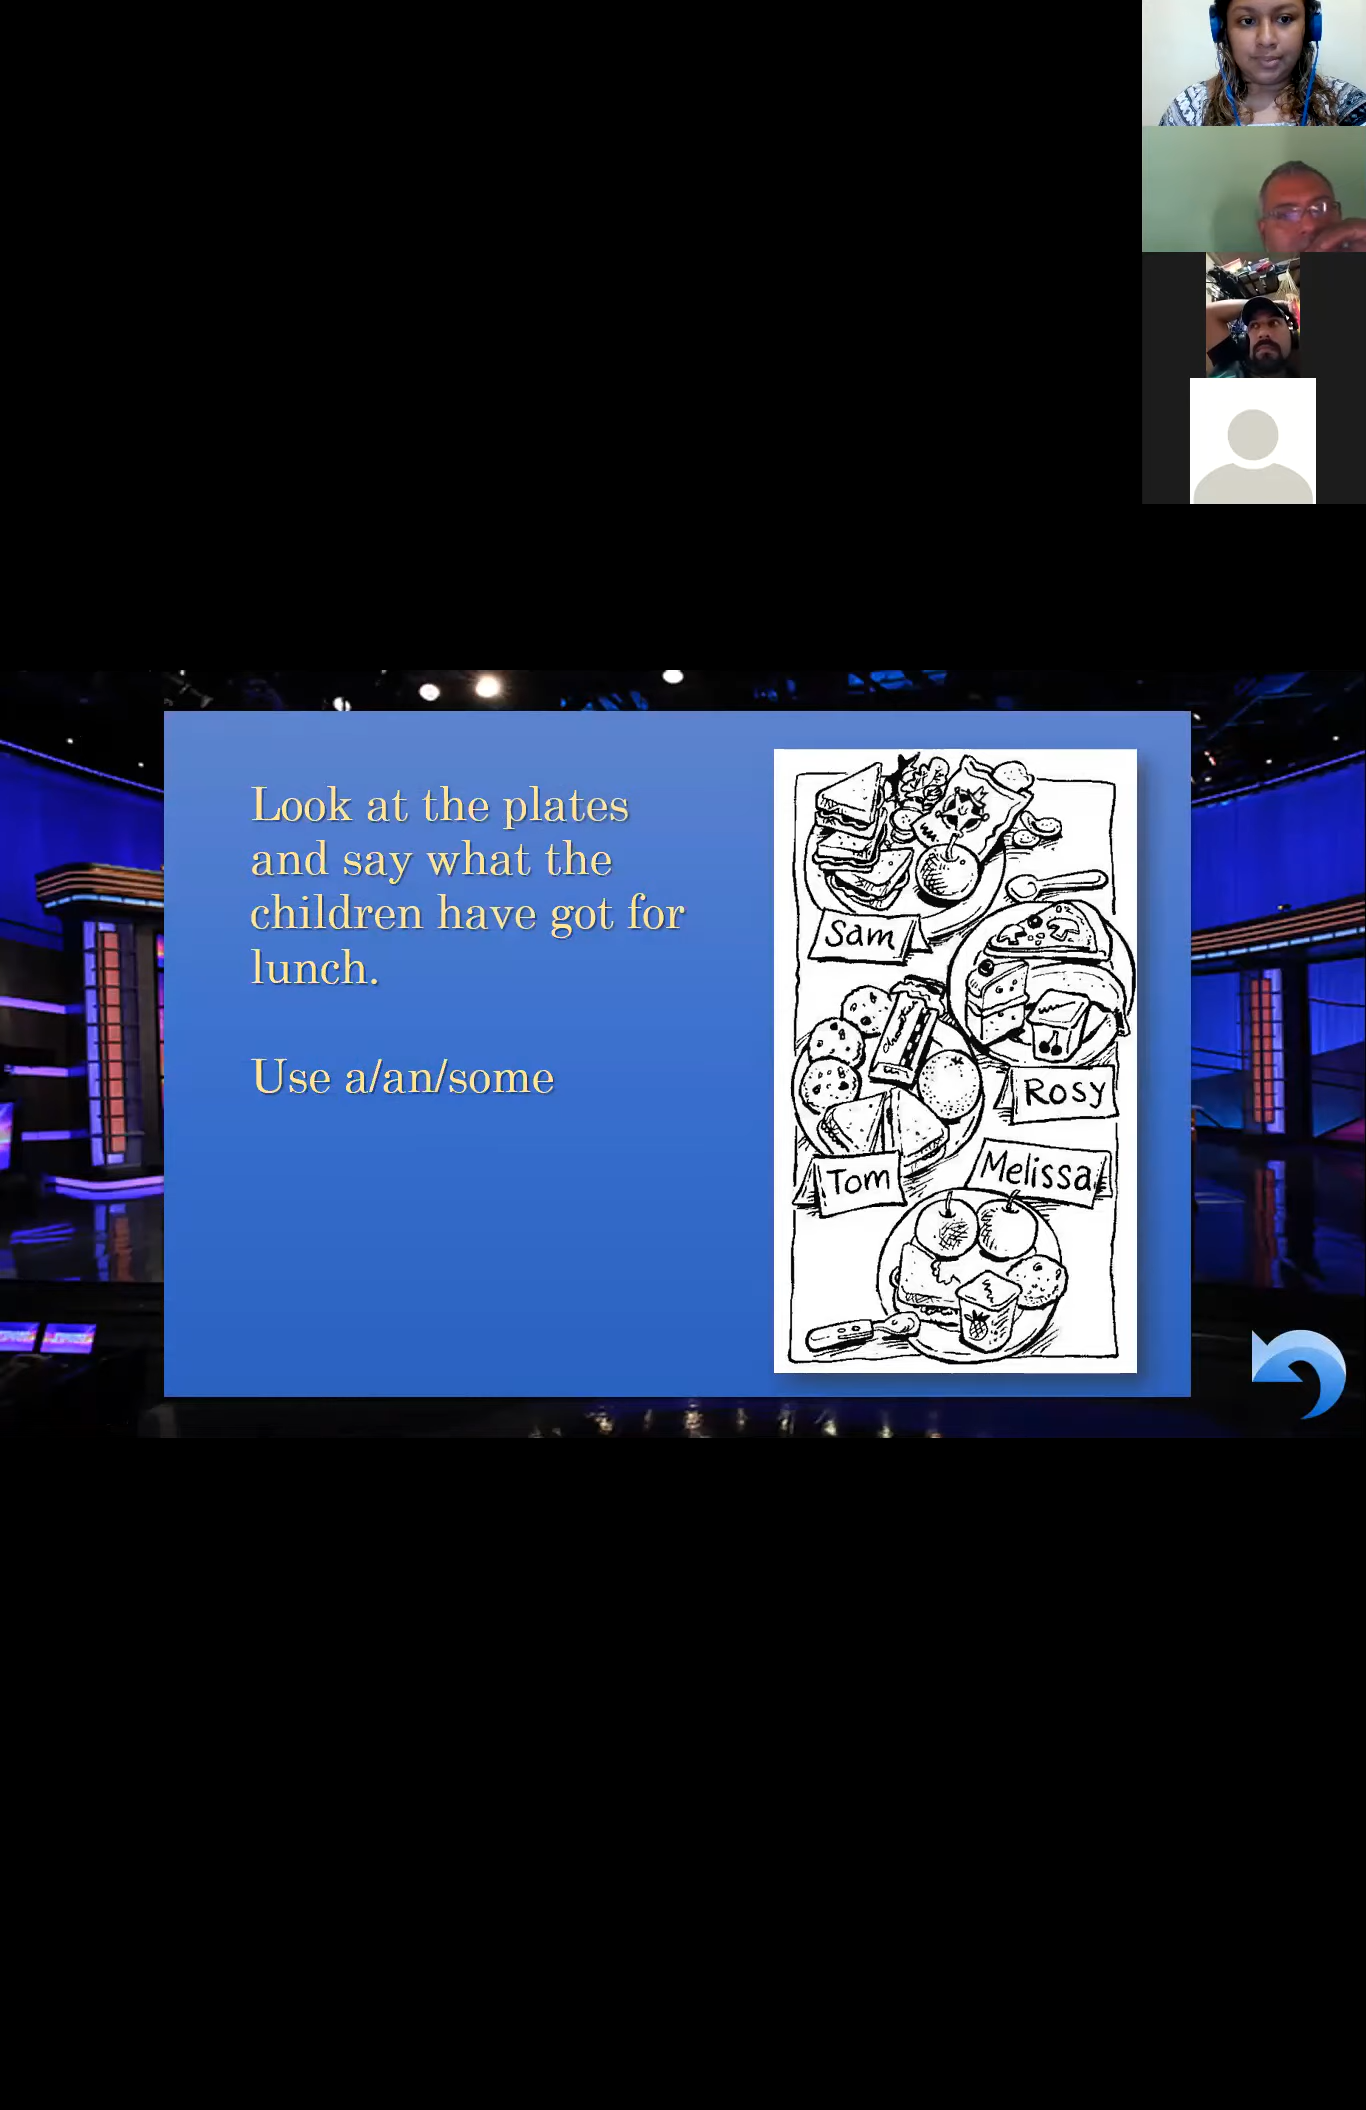 Look at the plates
and say what the
children have got for
lunch.
Use a/an/some
Sam
Rosy
Tom
Melissa